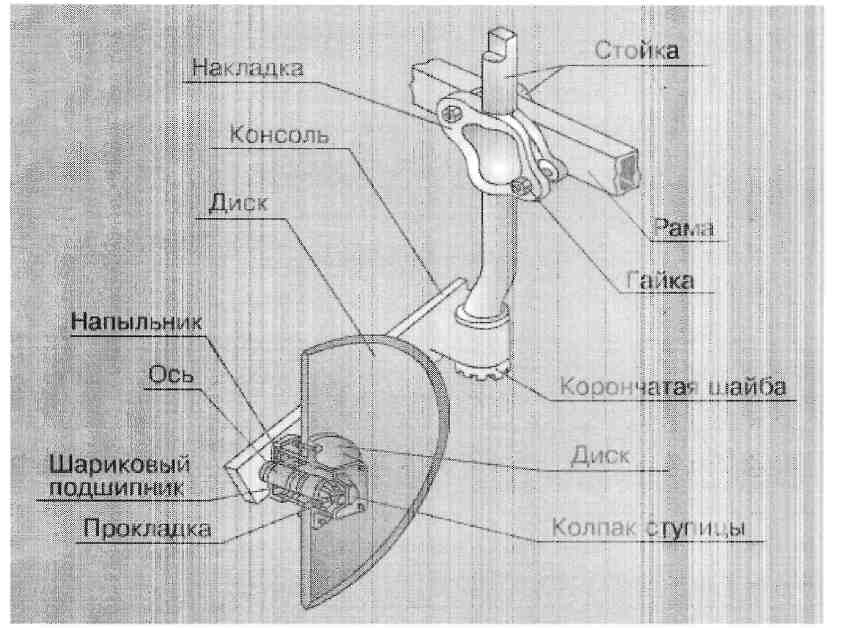 Стойка
Накладка
Консоль
Диск
Рама
Гайка
Напыльник
Ось
Корончатая шайба
Диск
Шариковый
подшипник
Прокладка
Колпак ступицы